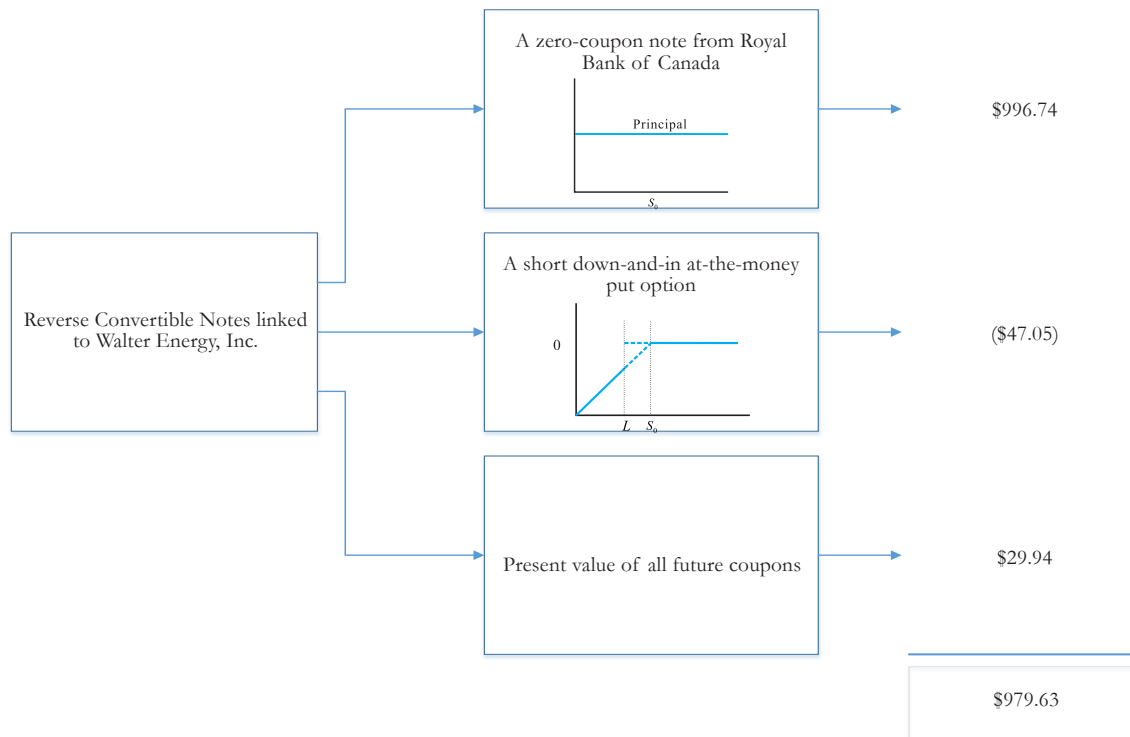 A zero-coupon note from Royal
Bank of Canada
Principal
S₀
$996.74
Reverse Convertible Notes linked
to Walter Energy, Inc.
A short down-and-in at-the-money
put option
0
L S₀
($47.05)
Present value of all future coupons
$29.94
$979.63